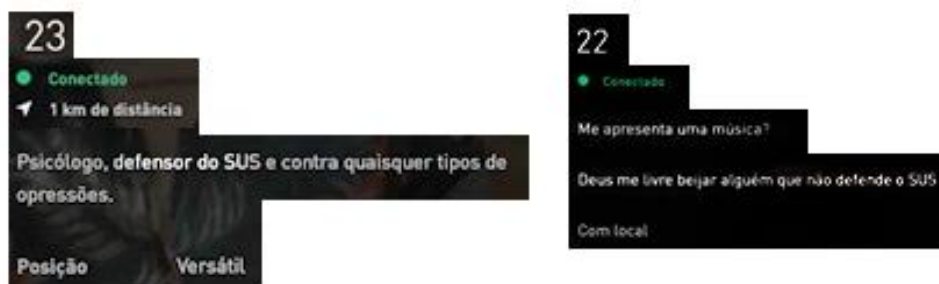 23
Conectado
1 km de distância
Psicólogo, defensor do SUS e contra quaisquer tipos de
opressões.
Posição Versátil
22
Conectado
Me apresenta uma música?
Deus me livre beijar alguém que não defende o SUS
Com local